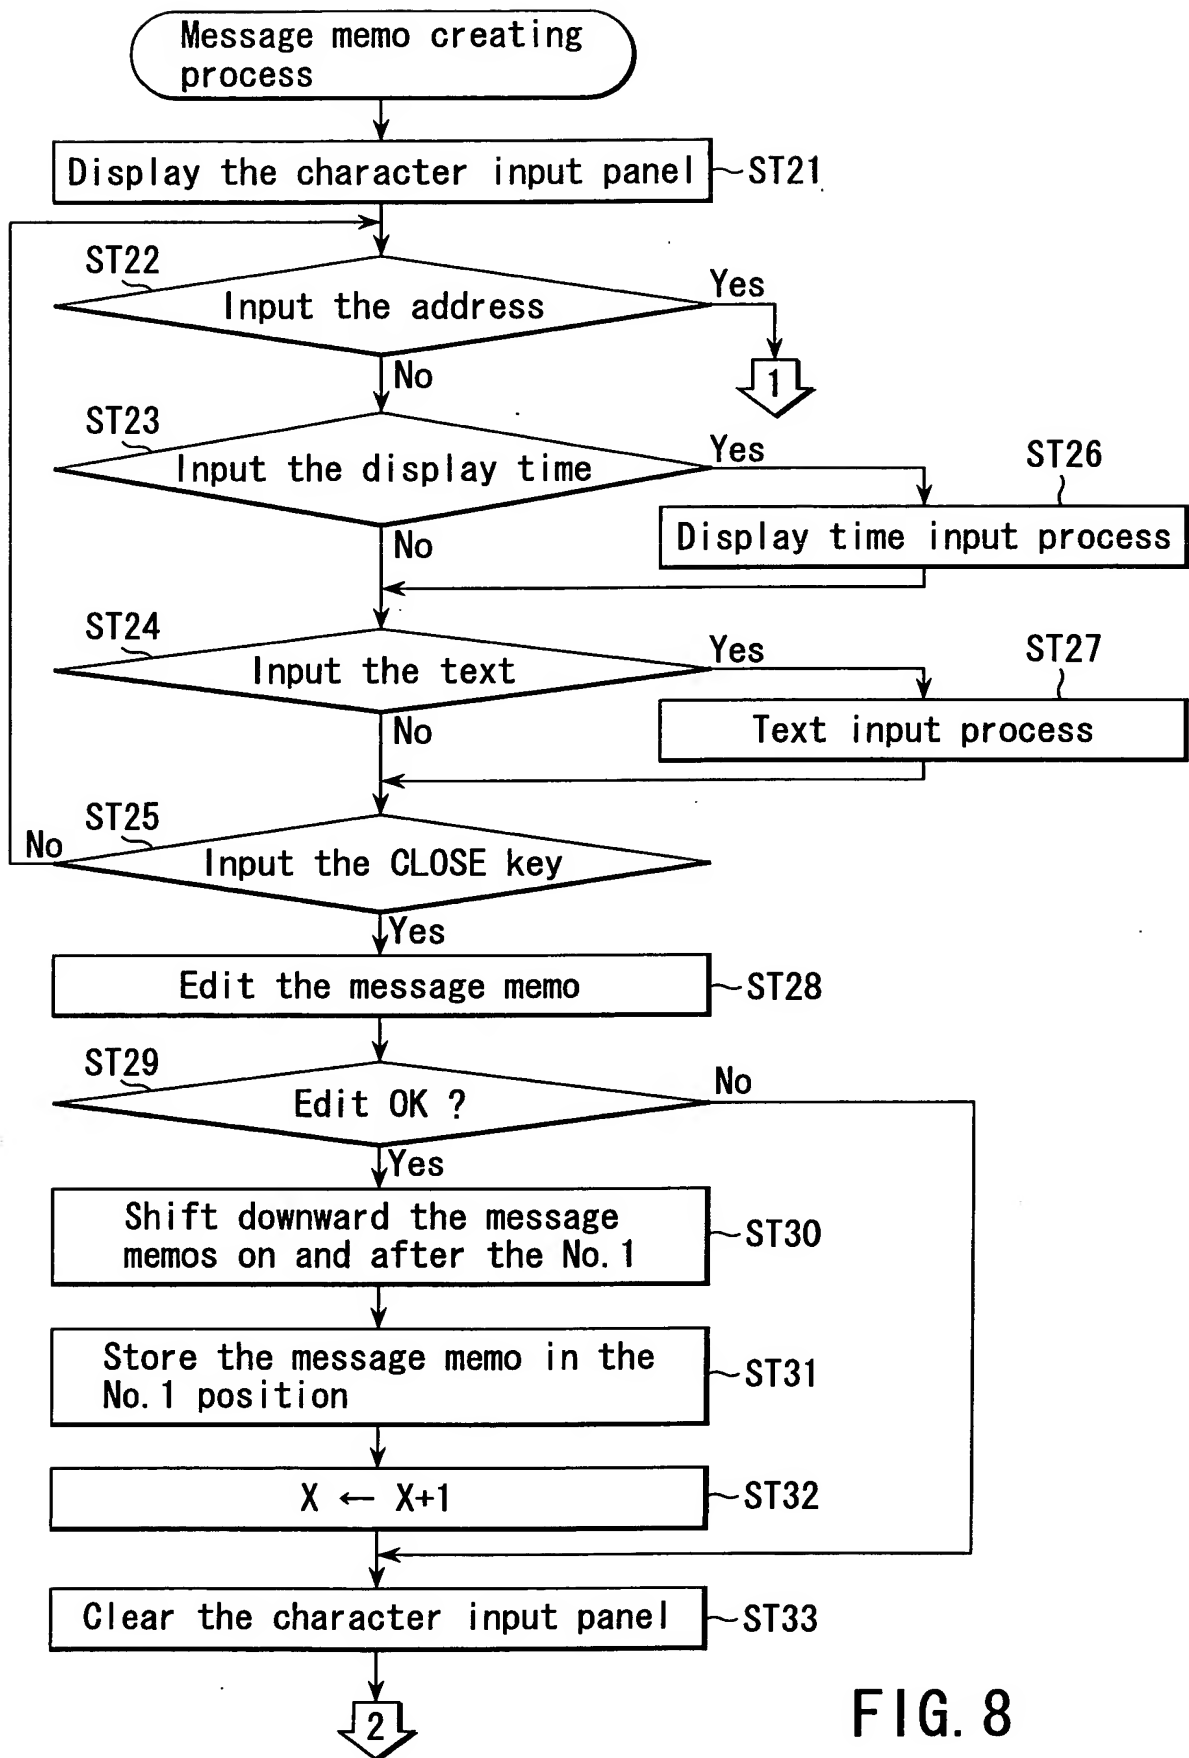 Message memo creating
process
Display the character input panel
ST21
ST22
Input the address
Yes
1
No
ST23
Input the display time
Yes
ST26
Display time input process
No
ST24
Input the text
Yes
ST27
Text input process
No
ST25
No
Input the CLOSE key
Yes
Edit the message memo
ST28
ST29
Edit OK ?
No
Yes
Shift downward the message
memos on and after the No.1
ST30
Store the message memo in the
No.1 position
ST31
X ← X+1
ST32
Clear the character input panel
ST33
2
FIG. 8